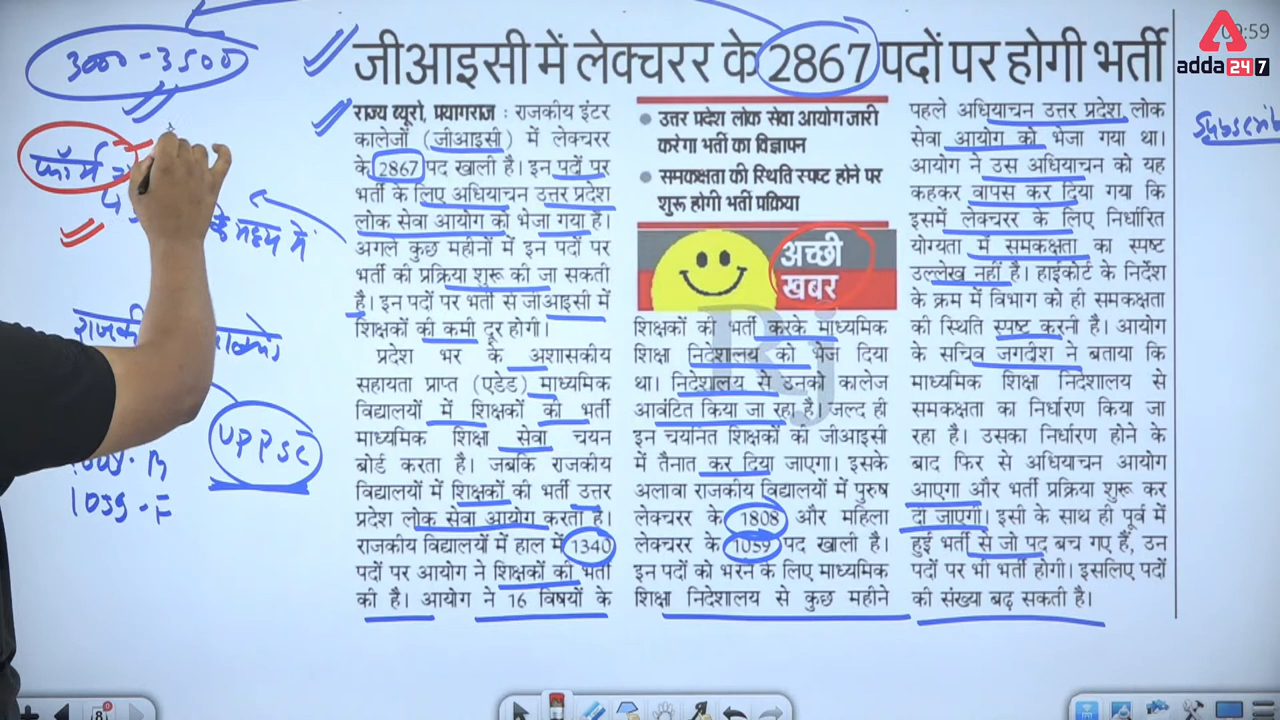 3000-3500
जीआइसी में लेक्चरर के 2867 पदों पर होगी भर्ती
09:59
adda247
Subscrib
फॉर्म =
के मध्य में
UPPSC
1059-F
राज्य ब्यूरो, प्रयागराज : राजकीय इंटर
कालेजों (जीआइसी) में लेक्चरर
के 2867 पद खाली है। इन पदों पर
भर्ती के लिए अधियाचन उत्तर प्रदेश
लोक सेवा आयोग को भेजा गया है।
अगले कुछ महीनों में इन पदों पर
भर्ती की प्रक्रिया शुरू की जा सकती
है। इन पदों पर भर्ती से जीआइसी में
शिक्षकों की कमी दूर होगी।
प्रदेश भर के अशासकीय
सहायता प्राप्त (एडेड) माध्यमिक
विद्यालयों में शिक्षकों की भर्ती
माध्यमिक शिक्षा सेवा चयन
बोर्ड करता है। जबकि राजकीय
विद्यालयों में शिक्षकों की भर्ती उत्तर
प्रदेश लोक सेवा आयोग करता है।
राजकीय विद्यालयों में हाल में 1340
पदों पर आयोग ने शिक्षकों की भर्ती
की है। आयोग ने 16 विषयों के
उत्तर प्रदेश लोक सेवा आयोग जारी
करेगा भर्ती का विज्ञापन
समकक्षता की स्थिति स्पष्ट होने पर
शुरू होगी भर्ती प्रक्रिया
अच्छी
खबर
शिक्षकों की भर्ती करके माध्यमिक
शिक्षा निदेशालय को भेज दिया
था। निदेशालय से उनको कालेज
आवंटित किया जा रहा है। जल्द ही
इन चयनित शिक्षकों की जीआइसी
में तैनात कर दिया जाएगा। इसके
अलावा राजकीय विद्यालयों में पुरुष
लेक्चरर के 1808 और महिला
लेक्चरर के 1059 पद खाली है।
इन पदों को भरने के लिए माध्यमिक
शिक्षा निदेशालय से कुछ महीने
पहले अधियाचन उत्तर प्रदेश लोक
सेवा आयोग को भेजा गया था।
आयोग ने उस अधियाचन को यह
कहकर वापस कर दिया गया कि
इसमें लेक्चरर के लिए निर्धारित
योग्यता में समकक्षता का स्पष्ट
उल्लेख नहीं है। हाईकोर्ट के निर्देश
के क्रम में विभाग को ही समकक्षता
की स्थिति स्पष्ट करनी है। आयोग
के सचिव जगदीश ने बताया कि
माध्यमिक शिक्षा निदेशालय से
समकक्षता का निर्धारण किया जा
रहा है। उसका निर्धारण होने के
बाद फिर से अधियाचन आयोग
आएगा और भर्ती प्रक्रिया शुरू कर
दी जाएगी। इसी के साथ ही पूर्व में
हुई भर्ती से जो पद बच गए हैं, उन
पदों पर भी भर्ती होगी। इसलिए पदों
की संख्या बढ़ सकती है।
8